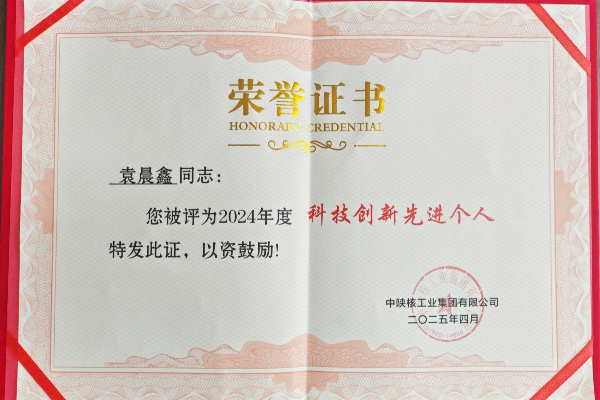 荣誉证书
HONORARY CREDENTIAL
袁晨鑫 同志：
您被评为2024年度 科技创新先进个人
特发此证，以资鼓励!
中陕核工业集团有限公司
二〇二五年四月